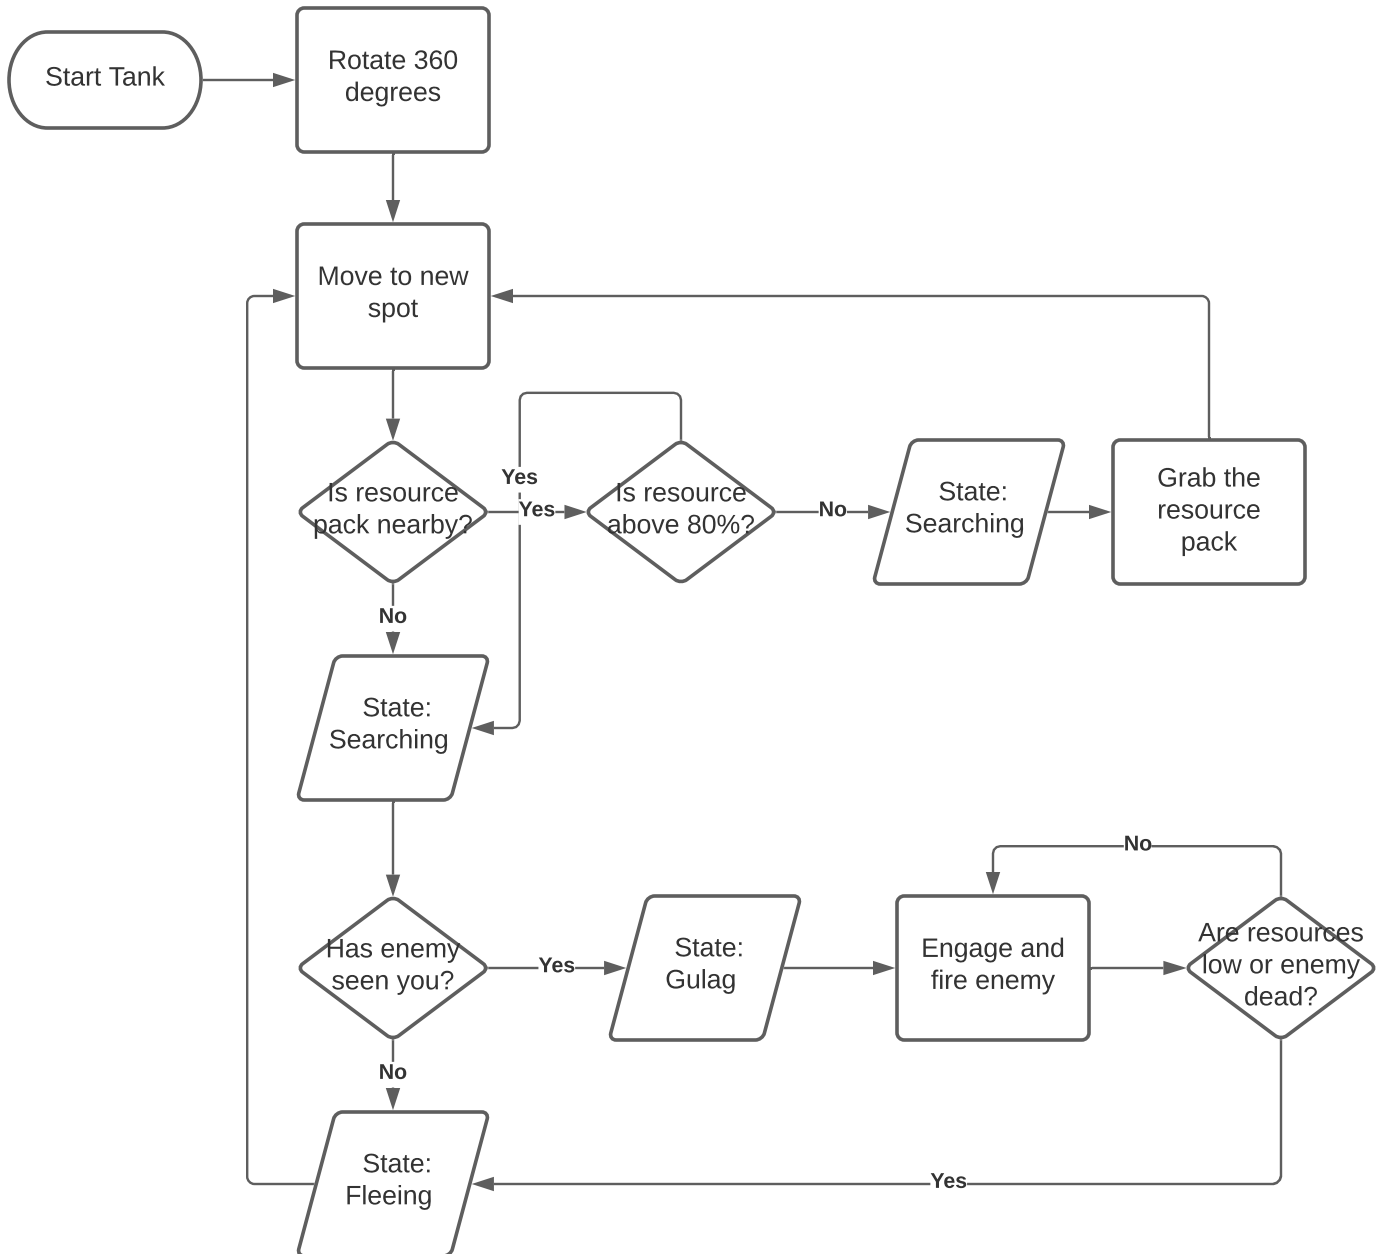 Start Tank
Rotate 360
degrees
Move to new
spot
Is resource
pack nearby?
Yes
Yes
Is resource
above 80%?
No
State:
Searching
Grab the
resource
pack
No
State:
Searching
Has enemy
seen you?
Yes
State:
Gulag
Engage and
fire enemy
No
Are resources
low or enemy
dead?
No
State:
Fleeing
Yes